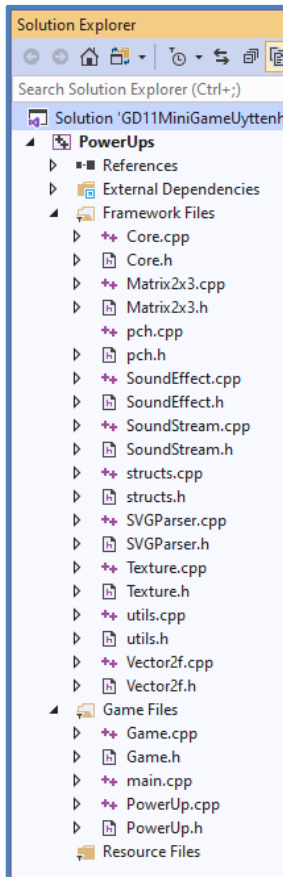 Solution Explorer
Search Solution Explorer (Ctrl+;)
Solution 'GD11MiniGameUyttenh
PowerUps
References
External Dependencies
Framework Files
Core.cpp
Core.h
Matrix2x3.cpp
Matrix2x3.h
pch.cpp
pch.h
SoundEffect.cpp
SoundEffect.h
SoundStream.cpp
SoundStream.h
structs.cpp
structs.h
SVGParser.cpp
SVGParser.h
Texture.cpp
Texture.h
utils.cpp
utils.h
Vector2f.cpp
Vector2f.h
Game Files
Game.cpp
Game.h
main.cpp
PowerUp.cpp
PowerUp.h
Resource Files